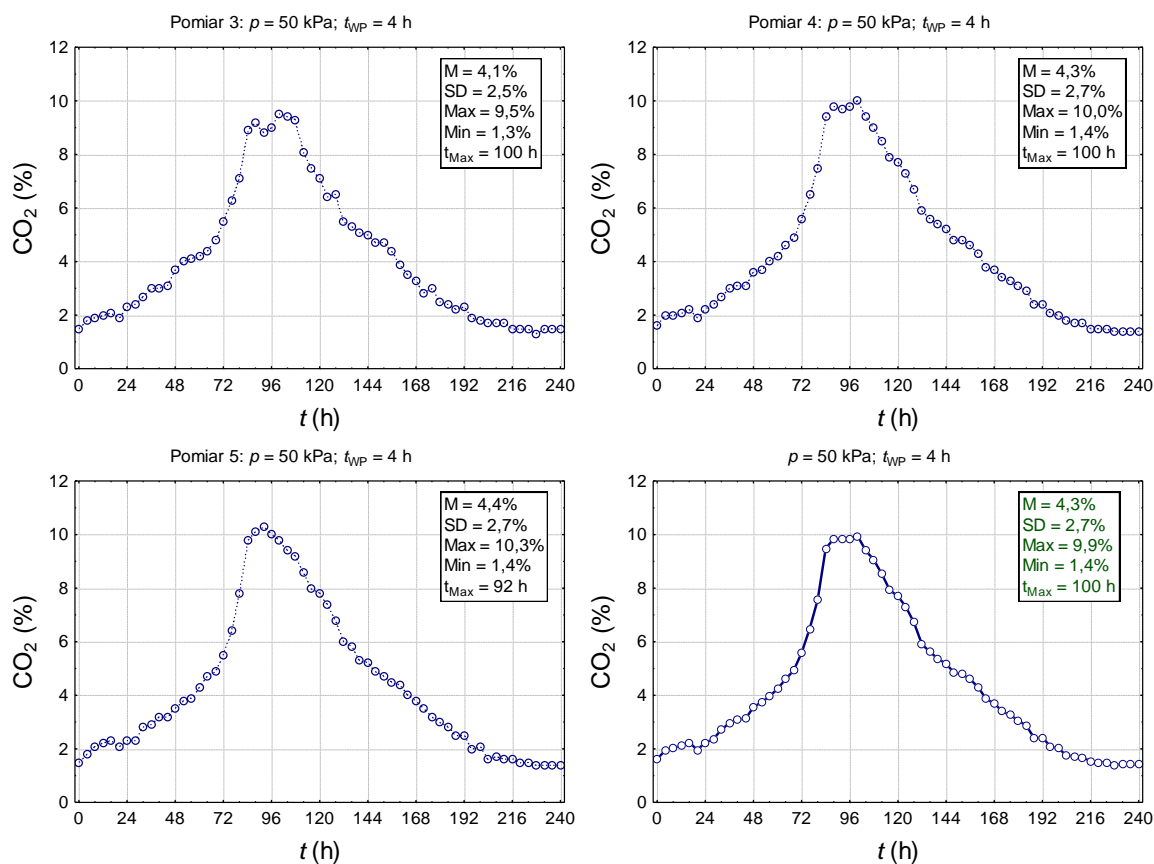 Pomiar 3: p = 50 kPa; tWP = 4 h
12
10
8
6
4
2
0
CO2 (%)
M = 4,1%
SD = 2,5%
Max = 9,5%
Min = 1,3%
tMax = 100 h
0 24 48 72 96 120 144 168 192 216 240
t (h)
Pomiar 4: p = 50 kPa; tWP = 4 h
12
10
8
6
4
2
0
CO2 (%)
M = 4,3%
SD = 2,7%
Max = 10,0%
Min = 1,4%
tMax = 100 h
0 24 48 72 96 120 144 168 192 216 240
t (h)
Pomiar 5: p = 50 kPa; tWP = 4 h
12
10
8
6
4
2
0
CO2 (%)
M = 4,4%
SD = 2,7%
Max = 10,3%
Min = 1,4%
tMax = 92 h
0 24 48 72 96 120 144 168 192 216 240
t (h)
p = 50 kPa; tWP = 4 h
12
10
8
6
4
2
0
CO2 (%)
M = 4,3%
SD = 2,7%
Max = 9,9%
Min = 1,4%
tMax = 100 h
0 24 48 72 96 120 144 168 192 216 240
t (h)